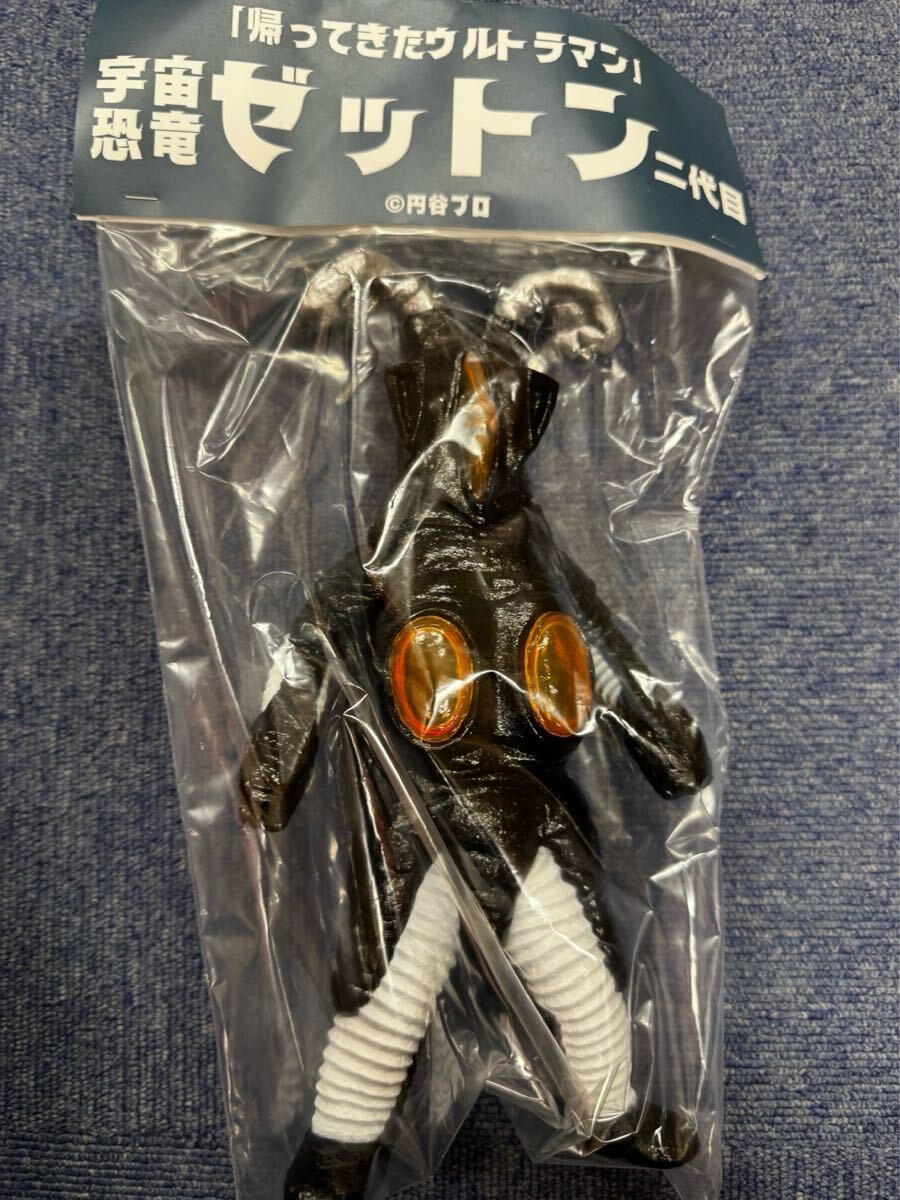 「帰ってきたウルトラマン」
宇宙
恐竜
ゼットン
二代目
©円谷プロ